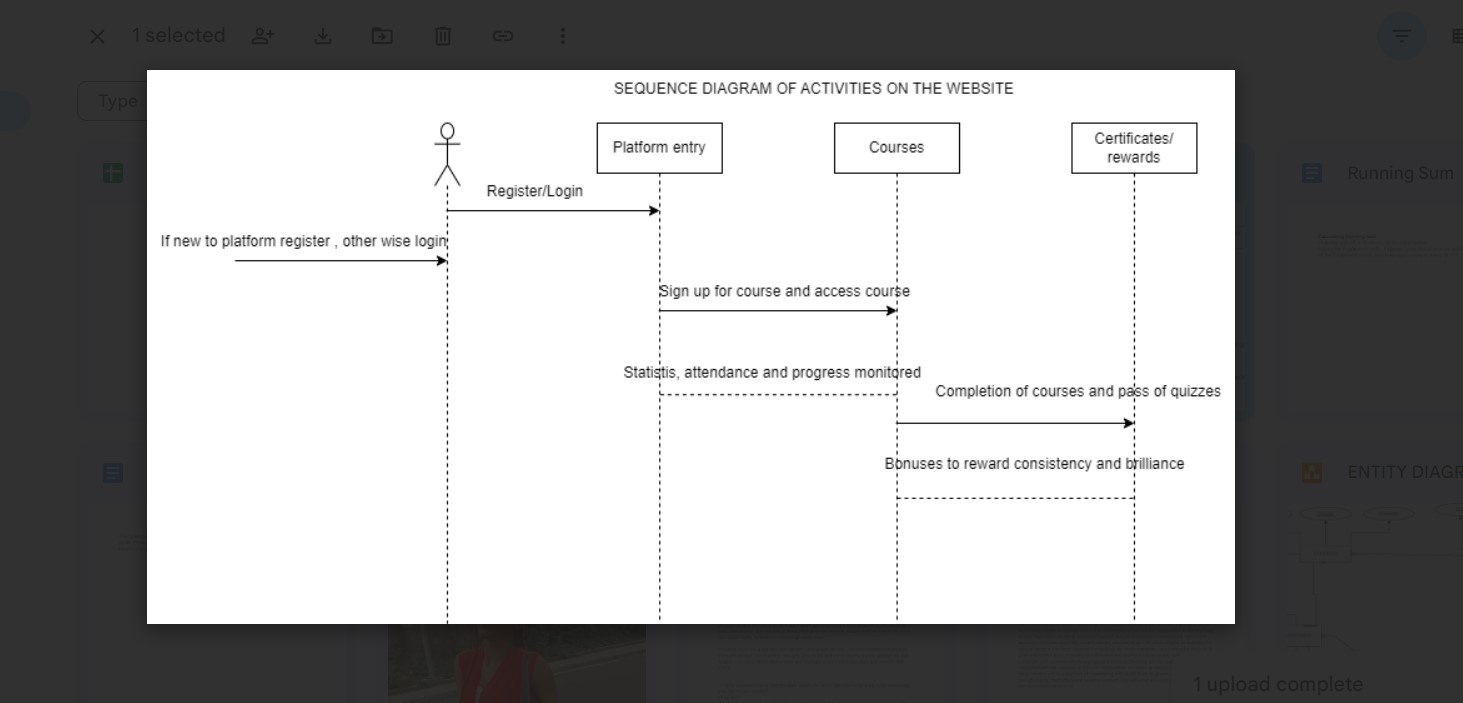 1 selected
Type
SEQUENCE DIAGRAM OF ACTIVITIES ON THE WEBSITE
Platform entry
Courses
Certificates/
rewards
Running Sum
Register/Login
If new to platform register , other wise login
Sign up for course and access course
Statistis, attendance and progress monitored
Completion of courses and pass of quizzes
Bonuses to reward consistency and brilliance
ENTITY DIAGR
1 upload complete